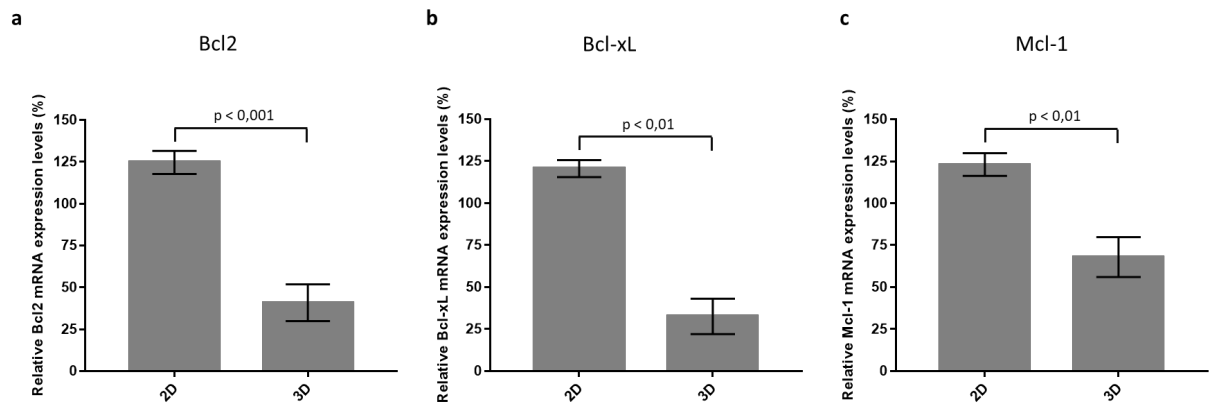 a
Bcl2
Relative Bcl2 mRNA expression levels (%)
150
125
100
75
50
25
0
p < 0,001
2D
3D
b
Bcl-xL
Relative Bcl-xL mRNA expression levels (%)
150
125
100
75
50
25
0
p < 0,01
2D
3D
c
Mcl-1
Relative Mcl-1 mRNA expression levels (%)
150
125
100
75
50
25
0
p < 0,01
2D
3D